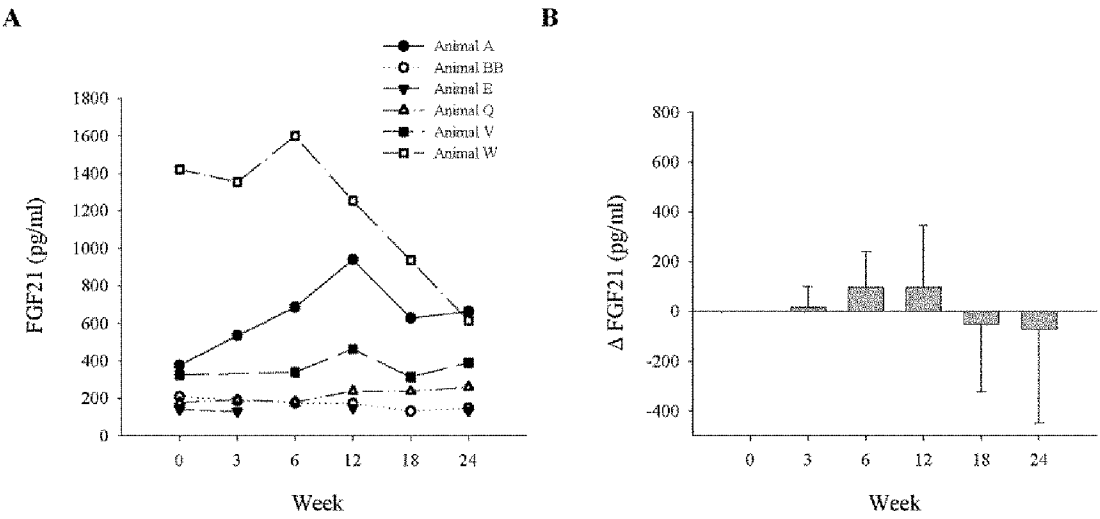 A
B
Animal A
Animal BB
Animal E
Animal Q
Animal V
Animal W
FGF21 (pg/ml)
1800
1600
1400
1200
1000
800
600
400
200
0
0 3 6 12 18 24
Week
Δ FGF21 (pg/ml)
800
600
400
200
0
-200
-400
0 3 6 12 18 24
Week